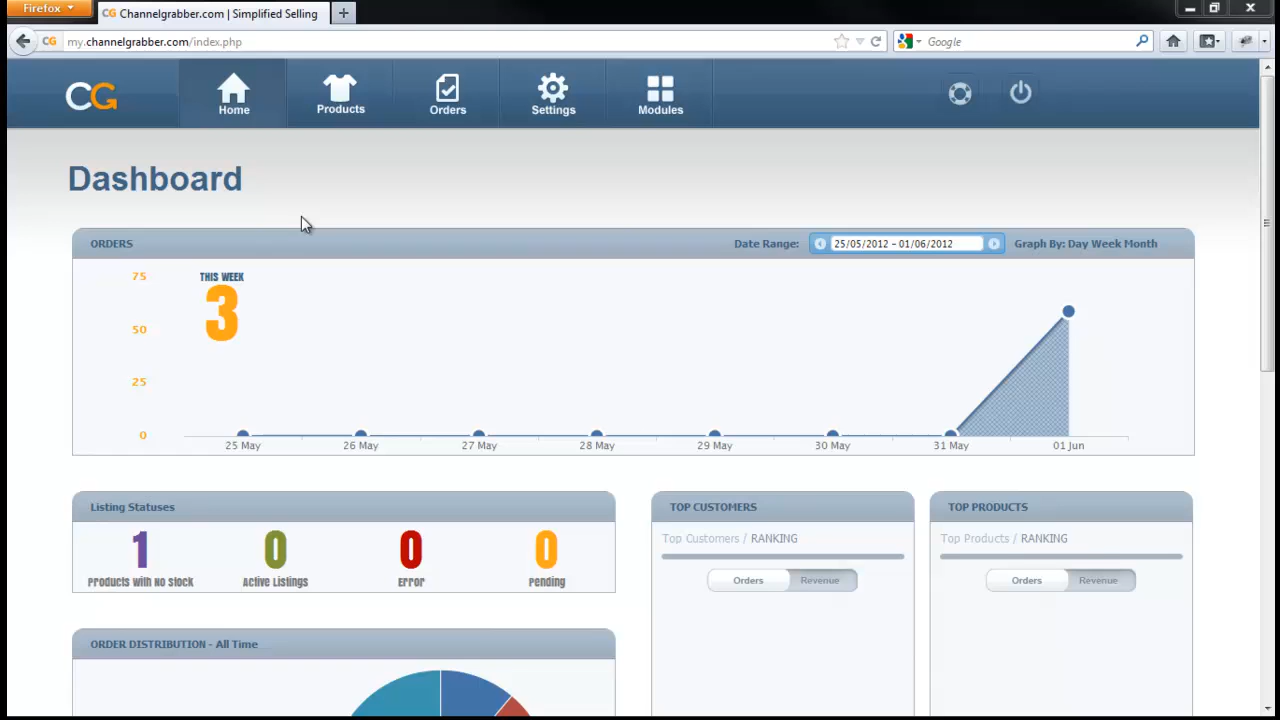 Firefox
CG Channelgrabber.com | Simplified Selling
CG my.channelgrabber.com/index.php
Google
CG
Home
Products
Orders
Settings
Modules
Dashboard
ORDERS
Date Range:
25/05/2012 - 01/06/2012
Graph By: Day Week Month
75
50
25
0
THIS WEEK
3
25 May
26 May
27 May
28 May
29 May
30 May
31 May
01 Jun
Listing Statuses
1
0
0
0
Products with No Stock
Active Listings
Error
Pending
TOP CUSTOMERS
Top Customers / RANKING
Orders
Revenue
TOP PRODUCTS
Top Products / RANKING
Orders
Revenue
ORDER DISTRIBUTION - All Time